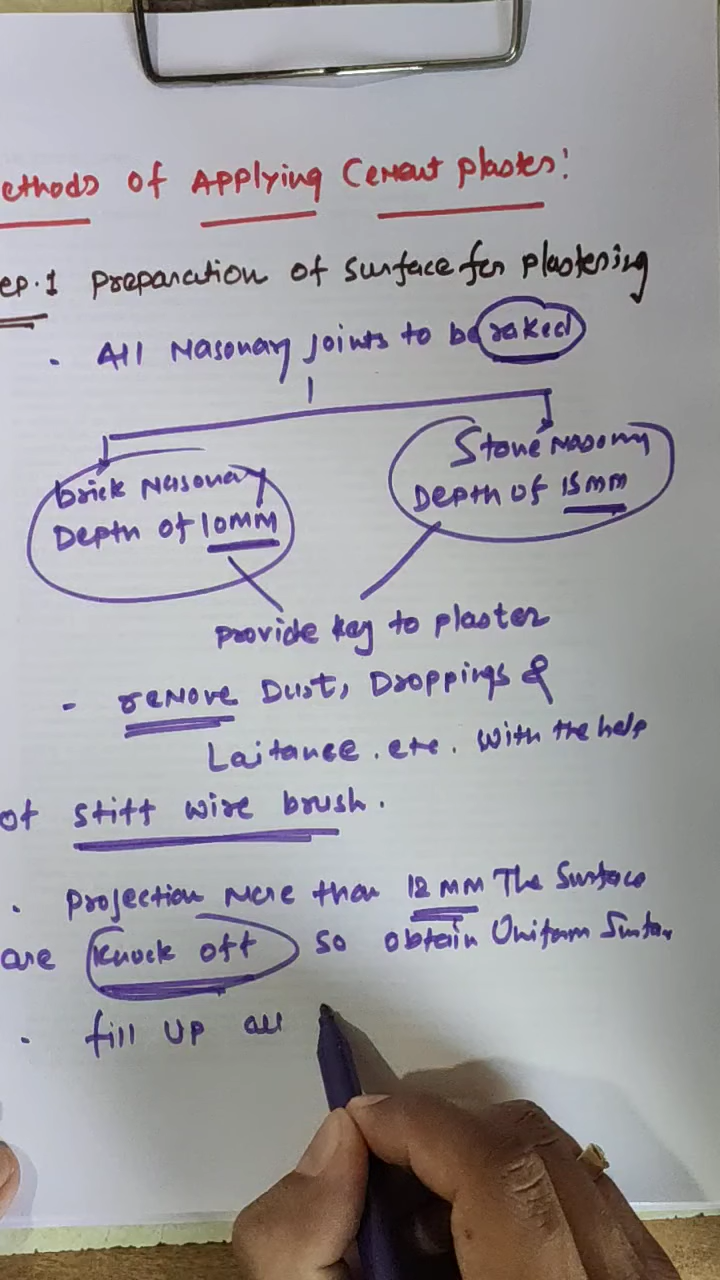 ethods of Applying Cement plaster:
ep.1 preparation of surface for plastering
. All Masonary joints to be raked
brick Masonary Stone Masonry
Depth of 10MM Depth of 15MM
provide key to plaster
- remove Dust, Droppings &
Laitance . etc. with the help
of stiff wire brush.
. projection more than 12 MM The Surface
are Knock off so obtain Uniform Surface
. fill up all